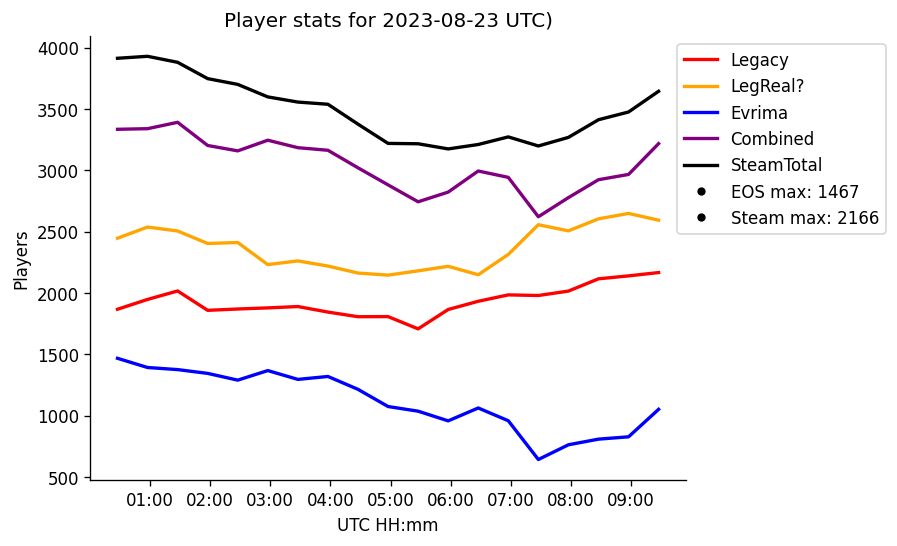 Player stats for 2023-08-23 UTC)
4000
3500
3000
2500
2000
1500
1000
500
Players
01:00 02:00 03:00 04:00 05:00 06:00 07:00 08:00 09:00
UTC HH:mm
Legacy
LegReal?
Evrima
Combined
SteamTotal
EOS max: 1467
Steam max: 2166